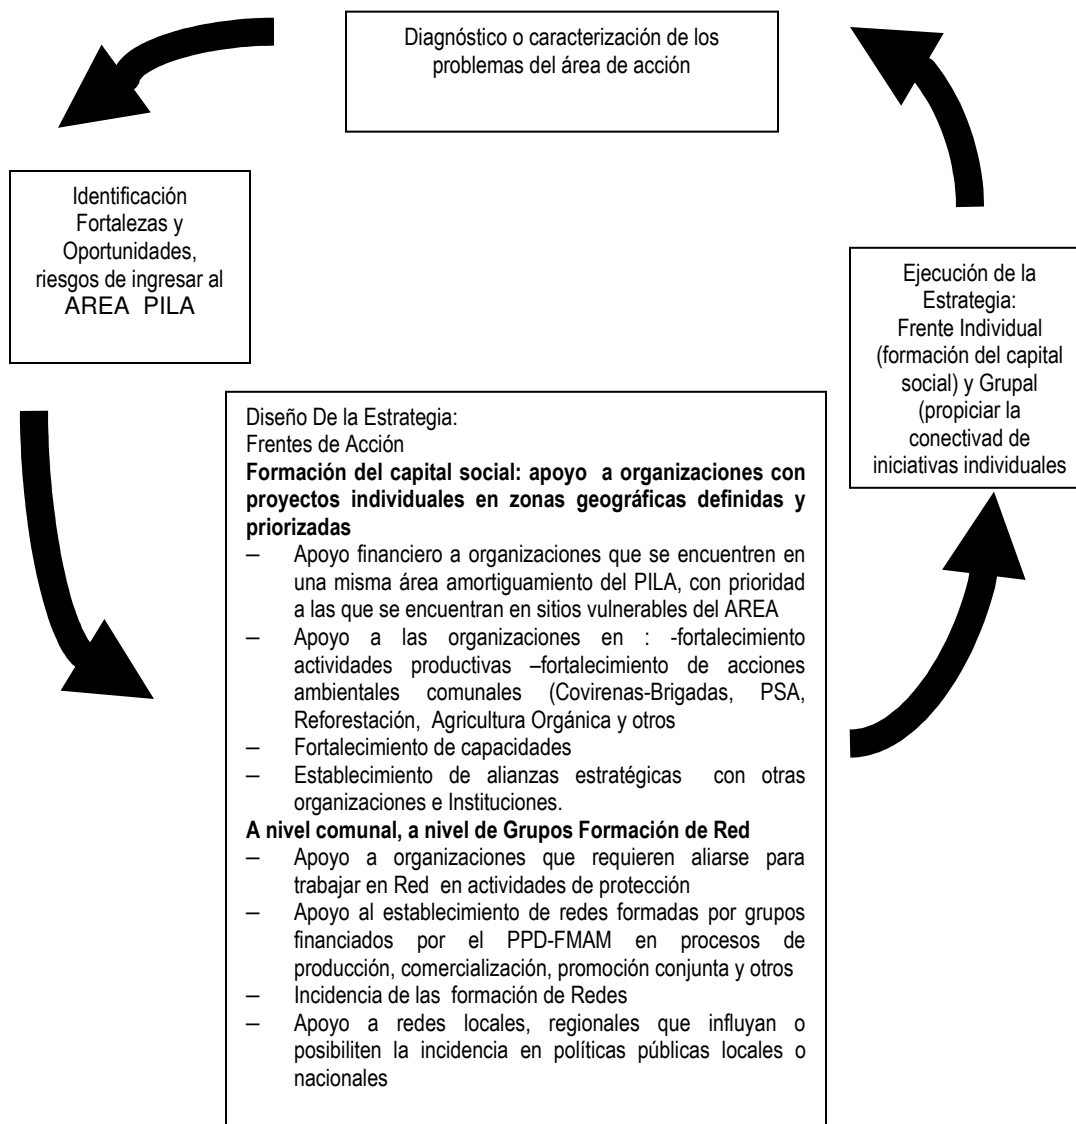 Diagnóstico o caracterización de los
problemas del área de acción
Identificación
Fortalezas y
Oportunidades,
riesgos de ingresar al
AREA PILA
Diseño De la Estrategia:
Frentes de Acción
Formación del capital social: apoyo a organizaciones con
proyectos individuales en zonas geográficas definidas y
priorizadas
– Apoyo financiero a organizaciones que se encuentren en
una misma área amortiguamiento del PILA, con prioridad
a las que se encuentran en sitios vulnerables del AREA
– Apoyo a las organizaciones en : -fortalecimiento
actividades productivas –fortalecimiento de acciones
ambientales comunales (Covirenas-Brigadas, PSA,
Reforestación, Agricultura Orgánica y otros
– Fortalecimiento de capacidades
– Establecimiento de alianzas estratégicas con otras
organizaciones e Instituciones.
A nivel comunal, a nivel de Grupos Formación de Red
– Apoyo a organizaciones que requieren aliarse para
trabajar en Red en actividades de protección
– Apoyo al establecimiento de redes formadas por grupos
financiados por el PPD-FMAM en procesos de
producción, comercialización, promoción conjunta y otros
– Incidencia de las formación de Redes
– Apoyo a redes locales, regionales que influyan o
posibiliten la incidencia en políticas públicas locales o
nacionales
Ejecución de la
Estrategia:
Frente Individual
(formación del capital
social) y Grupal
(propiciar la
conectivad de
iniciativas individuales